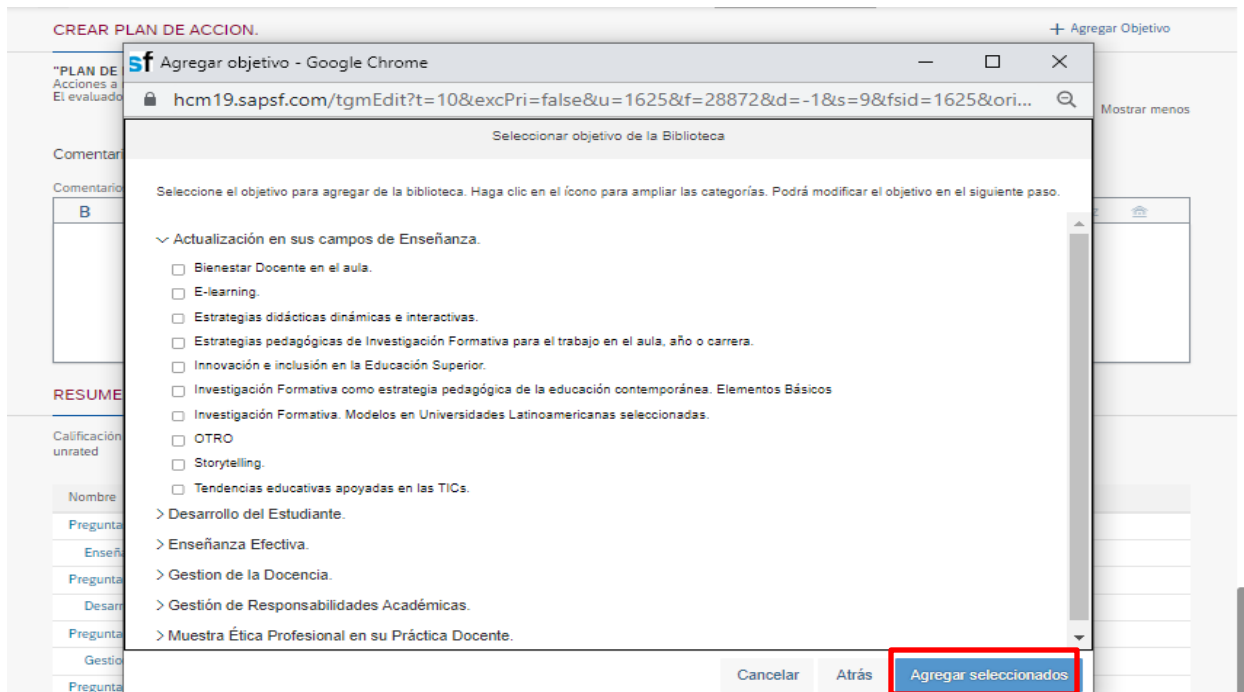 CREAR PLAN DE ACCION.
+ Agregar Objetivo
"PLAN DE
Acciones a
El evaluado
Mostrar menos
Comentari
Comentario
B
sf Agregar objetivo - Google Chrome
hcm19.sapsf.com/tgmEdit?t=10&excPri=false&u=1625&f=28872&d=-1&s=9&fsid=1625&ori...
Seleccionar objetivo de la Biblioteca
Seleccione el objetivo para agregar de la biblioteca. Haga clic en el ícono para ampliar las categorías. Podrá modificar el objetivo en el siguiente paso.
Actualización en sus campos de Enseñanza.
Bienestar Docente en el aula.
E-learning.
Estrategias didácticas dinámicas e interactivas.
Estrategias pedagógicas de Investigación Formativa para el trabajo en el aula, año o carrera.
Innovación e inclusión en la Educación Superior.
Investigación Formativa como estrategia pedagógica de la educación contemporánea. Elementos Básicos
Investigación Formativa. Modelos en Universidades Latinoamericanas seleccionadas.
OTRO
Storytelling.
Tendencias educativas apoyadas en las TICs.
Desarrollo del Estudiante.
Enseñanza Efectiva.
Gestion de la Docencia.
Gestión de Responsabilidades Académicas.
Muestra Ética Profesional en su Práctica Docente.
Cancelar
Atrás
Agregar seleccionados
RESUME
Calificación
unrated
Nombre
Pregunta
Enseñ
Pregunta
Desarr
Pregunta
Gestio
Pregunta